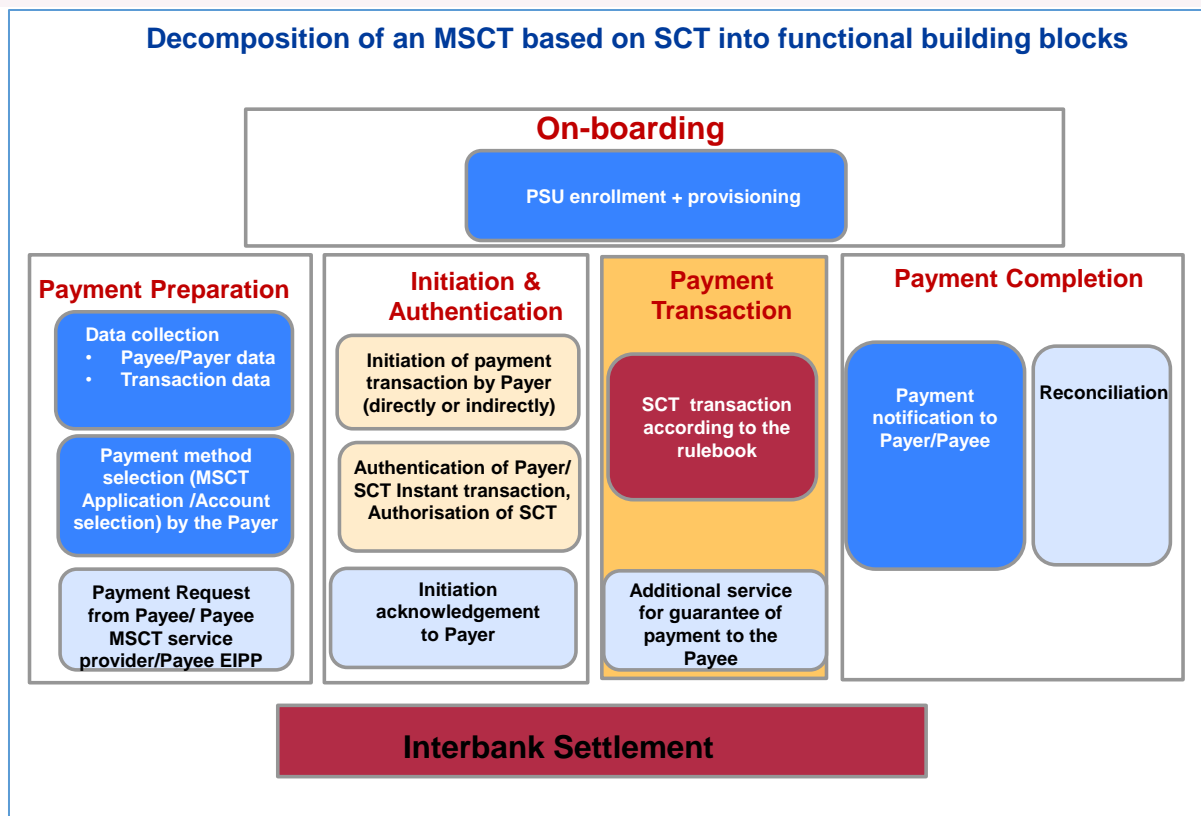 Decomposition of an MSCT based on SCT into functional building blocks
On-boarding
PSU enrollment + provisioning
Payment Preparation
Data collection
• Payee/Payer data
• Transaction data
Payment method
selection (MSCT
Application /Account
selection) by the Payer
Payment Request
from Payee/ Payee
MSCT service
provider/Payee EIPP
Initiation &
Authentication
Initiation of payment
transaction by Payer
(directly or indirectly)
Authentication of Payer/
SCT Instant transaction,
Authorisation of SCT
Initiation
acknowledgement
to Payer
Payment
Transaction
SCT transaction
according to the
rulebook
Additional service
for guarantee of
payment to the
Payee
Payment Completion
Payment
notification to
Payer/Payee
Reconciliation
Interbank Settlement